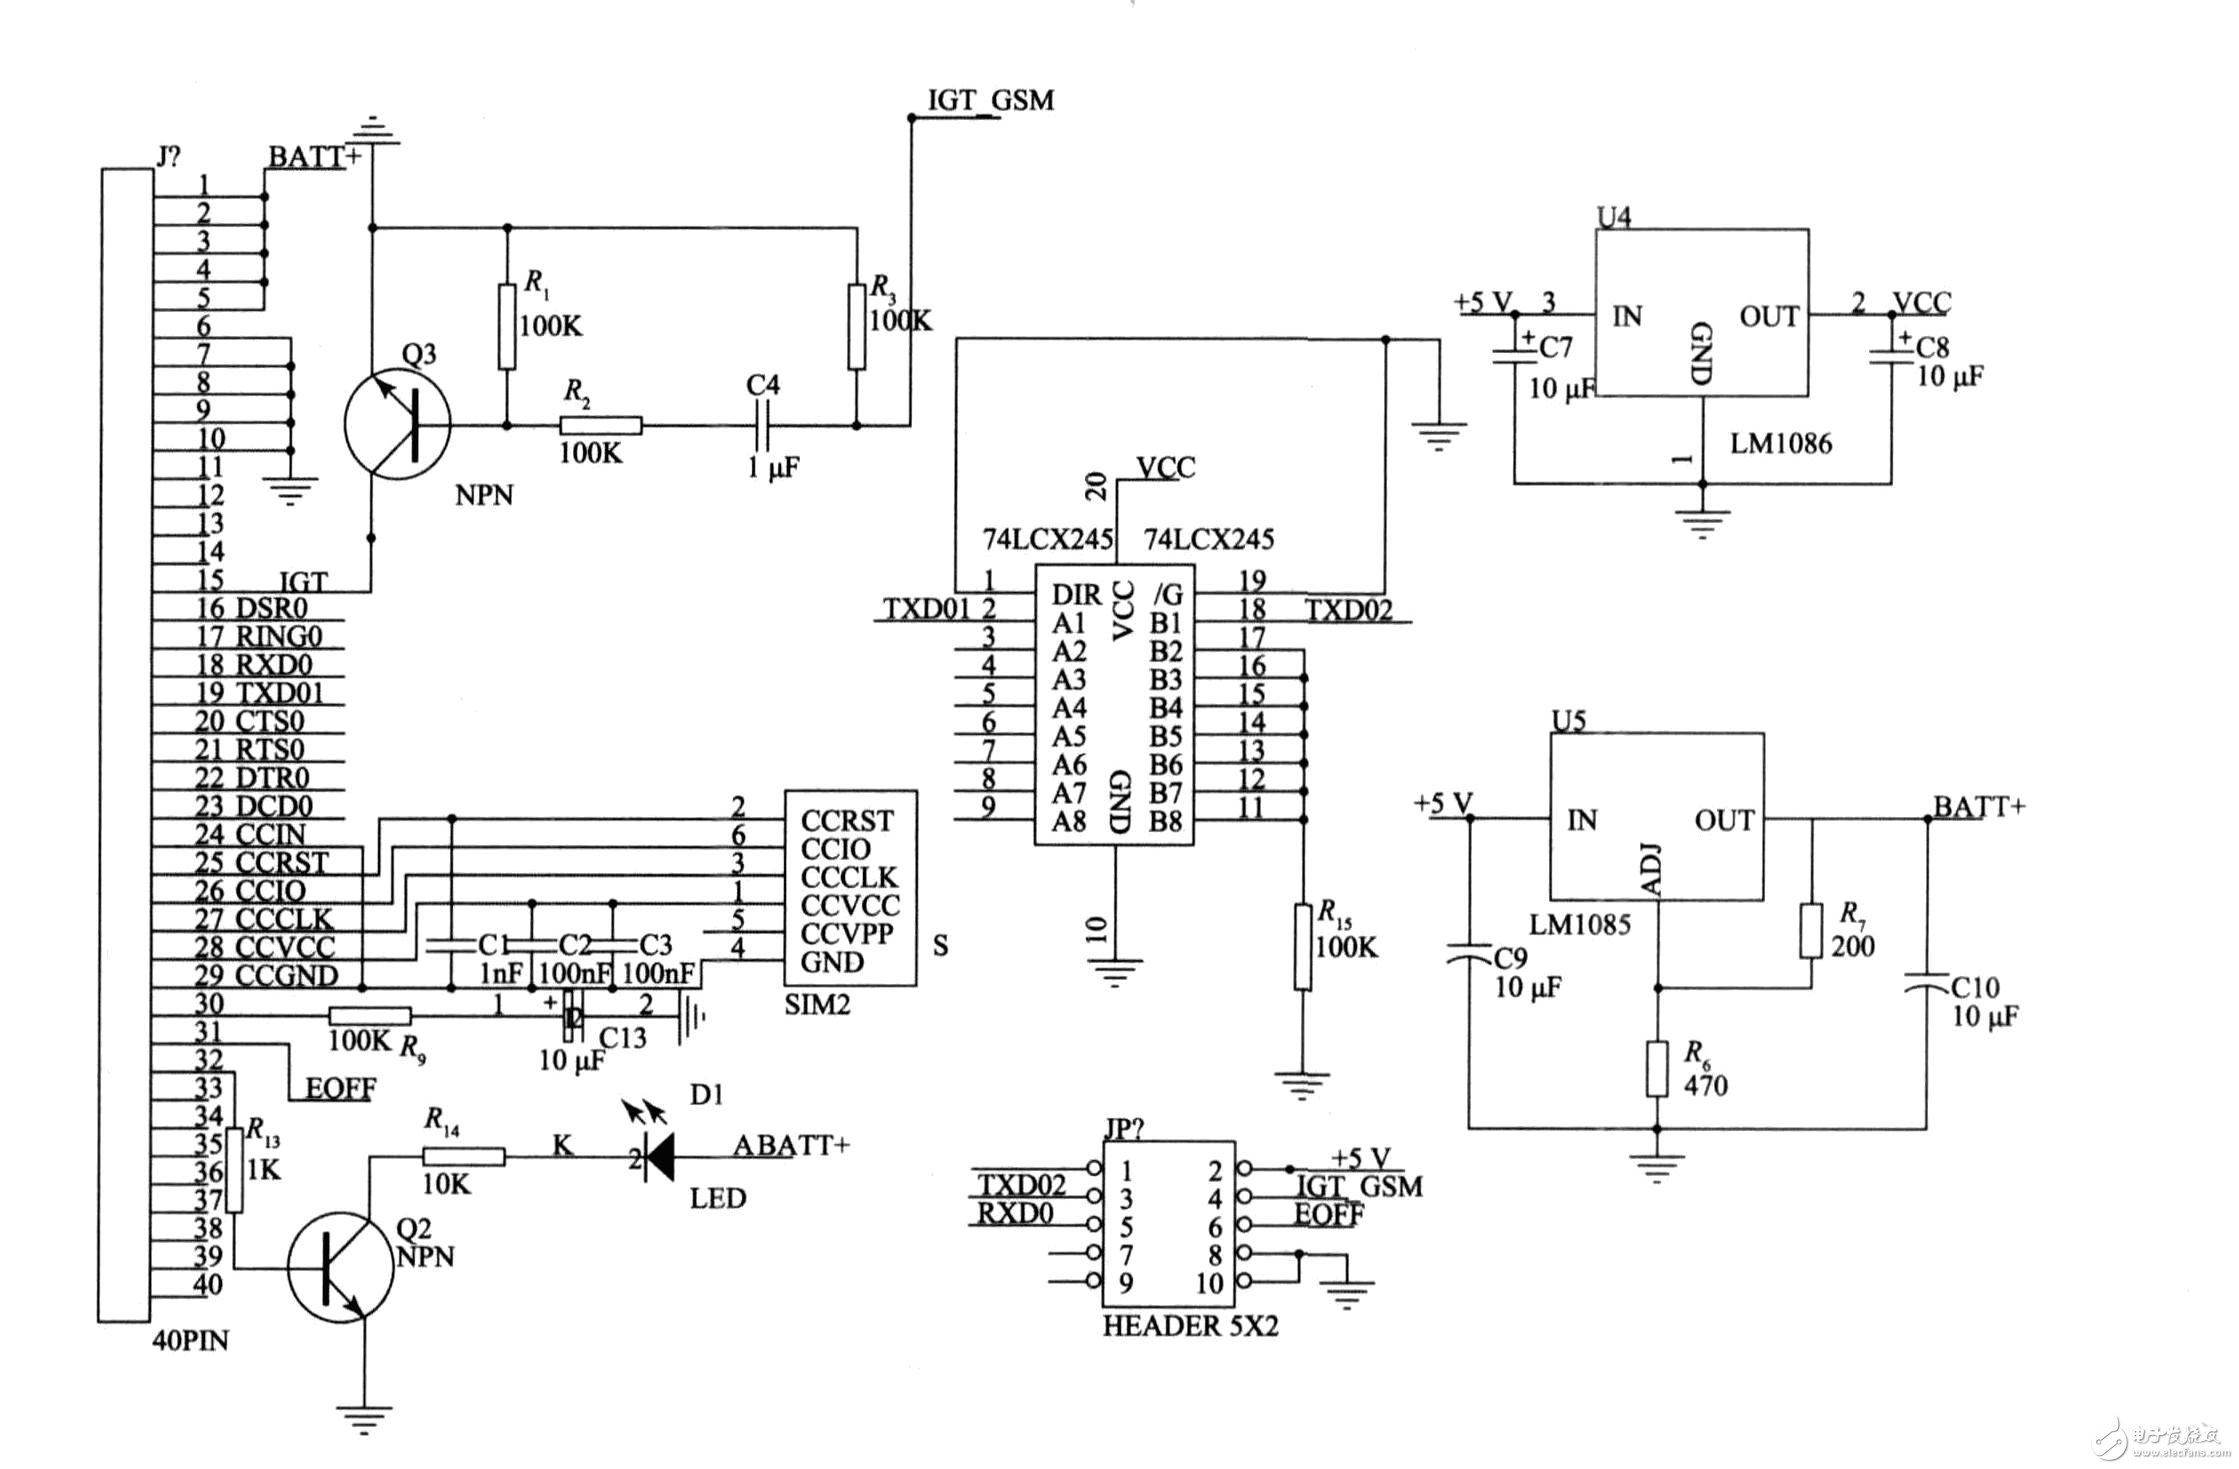 J?
BATT+
1
2
3
4
5
6
7
8
9
10
11
12
13
14
15 IGT
16 DSR0
17 RING0
18 RXD0
19 TXD01
20 CTS0
21 RTS0
22 DTR0
23 DCD0
24 CCIN
25 CCRST
26 CCIO
27 CCCLK
28 CCVCC
29 CCGND
30
31
32
33
34
35
36
37
38
39
40
40PIN
EOFF
R13
1K
Q2
NPN
R14
10K
K
2
D1
ABATT+
LED
100K R9
1
+
12
2
C13
10 μF
C1
1nF
C2
100nF
C3
100nF
2 CCRST
6 CCIO
3 CCCLK
1 CCVCC
5 CCVPP
4 GND
S
SIM2
Q3
NPN
R1
100K
R2
100K
C4
1 μF
R3
100K
IGT_GSM
20
VCC
74LCX245
74LCX245
1 DIR VCC /G 19
TXD01 2 A1 B1 18 TXD02
3 A2 B2 17
4 A3 B3 16
5 A4 B4 15
6 A5 B5 14
7 A6 B6 13
8 A7 GND B7 12
9 A8 B8 11
10
R15
100K
U4
+5 V 3 IN GND OUT 2 VCC
+ C7
10 μF
+ C8
10 μF
1
LM1086
U5
+5 V IN ADJ OUT BATT+
LM1085
C9
10 μF
R7
200
C10
10 μF
R6
470
JP?
1 2 +5 V
TXD02 3 4 IGT_GSM
RXD0 5 6 EOFF
7 8
9 10
HEADER 5X2
电子发烧友
www.elecfans.com